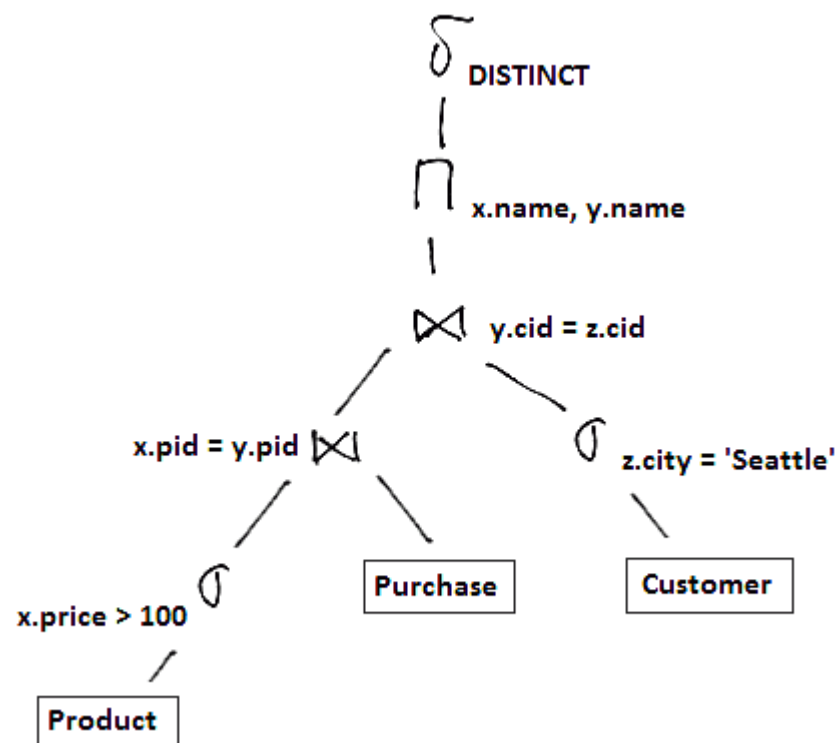 δ
DISTINCT
Π
x.name, y.name
⋈ y.cid = z.cid
x.pid = y.pid ⋈
σ
z.city = 'Seattle'
σ
x.price > 100
Purchase
Customer
Product